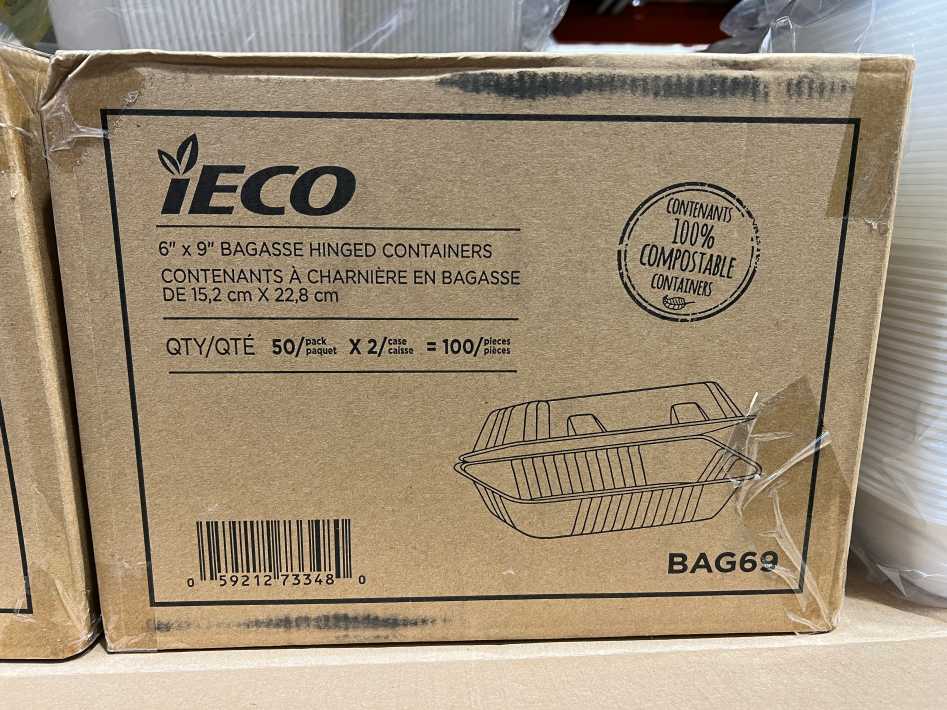 iECO
6" x 9" BAGASSE HINGED CONTAINERS
CONTENANTS À CHARNIÈRE EN BAGASSE
DE 15,2 cm X 22,8 cm
QTY/QTÉ 50/pack paquet X 2/case caisse = 100/pieces pièces
CONTENANTS
100%
COMPOSTABLE
CONTAINERS
BAG69
0 59212 73348 0